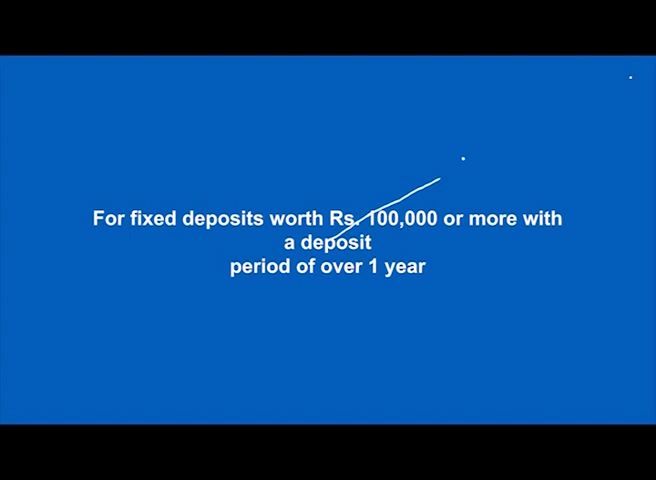 For fixed deposits worth Rs. 100,000 or more with
a deposit
period of over 1 year